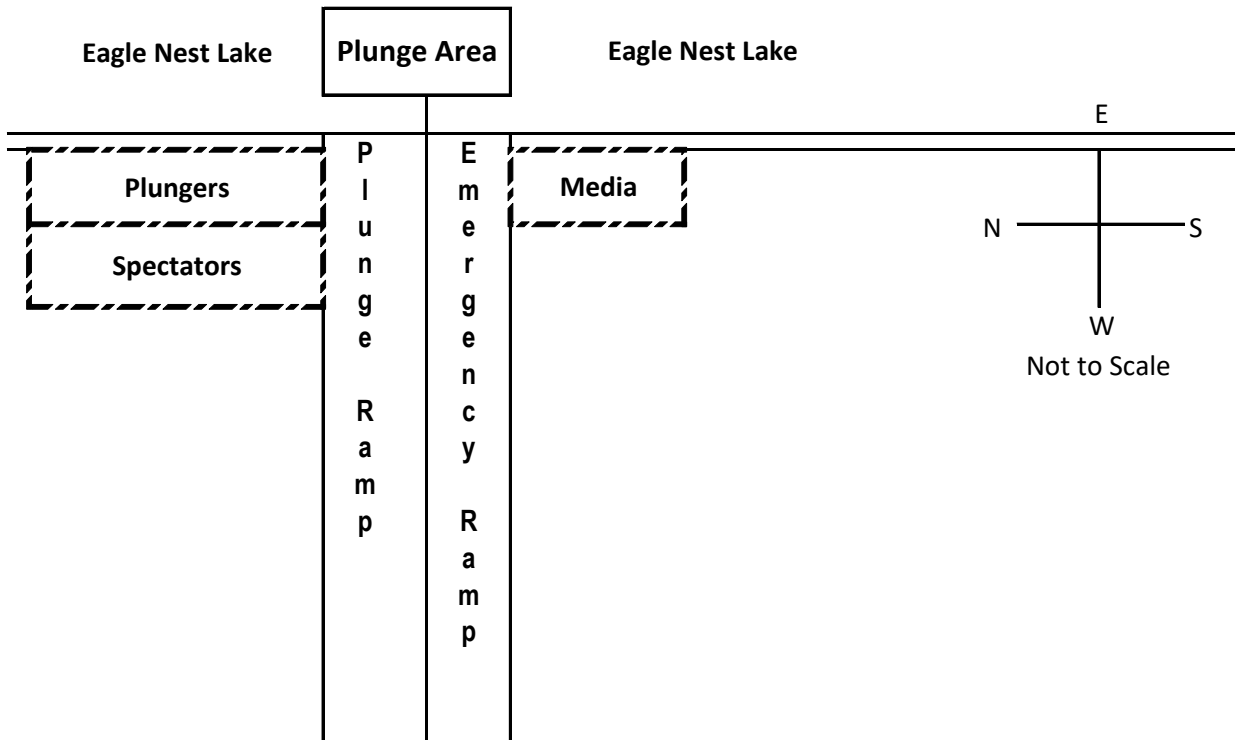 Eagle Nest Lake
Plunge Area
Eagle Nest Lake
E
N
S
W
Not to Scale
Plungers
Spectators
Plunge Ramp
Emergency Ramp
Media